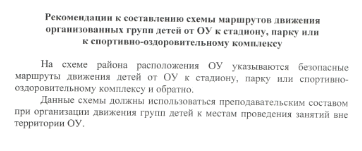 Рекомендации к составлению схемы маршрутов движения
организованных групп детей от ОУ к стадиону, парку или
к спортивно-оздоровительному комплексу
На схеме района расположения ОУ указываются безопасные
маршруты движения детей от ОУ к стадиону, парку или спортивно-
оздоровительному комплексу и обратно.
Данные схемы должны использоваться преподавательским составом
при организации движения групп детей к местам проведения занятий вне
территории ОУ.